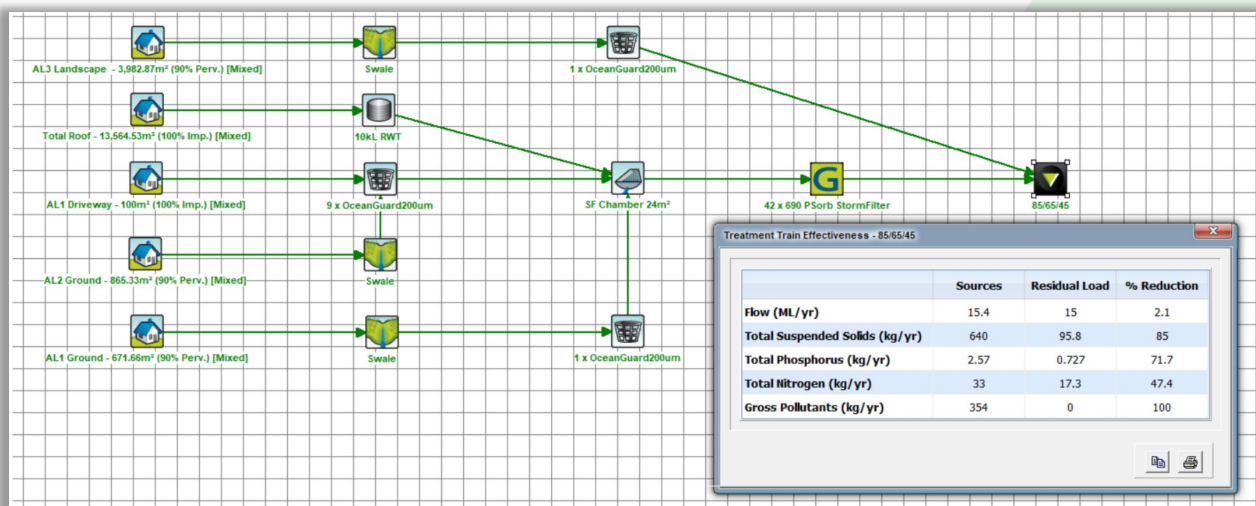 AL3 Landscape - 3,982.87m² (90% Perv.) [Mixed]
Swale
1 x OceanGuard200um
Total Roof - 13,564.53m² (100% Imp.) [Mixed]
10kL RWT
AL1 Driveway - 100m² (100% Imp.) [Mixed]
9 x OceanGuard200um
SF Chamber 24m²
G
42 x 690 PSorb StormFilter
85/65/45
AL2 Ground - 865.33m² (90% Perv.) [Mixed]
Swale
AL1 Ground - 671.66m² (90% Perv.) [Mixed]
Swale
1 x OceanGuard200um
Treatment Train Effectiveness - 85/65/45
Sources Residual Load % Reduction
Flow (ML/yr) 15.4 15 2.1
Total Suspended Solids (kg/yr) 640 95.8 85
Total Phosphorus (kg/yr) 2.57 0.727 71.7
Total Nitrogen (kg/yr) 33 17.3 47.4
Gross Pollutants (kg/yr) 354 0 100